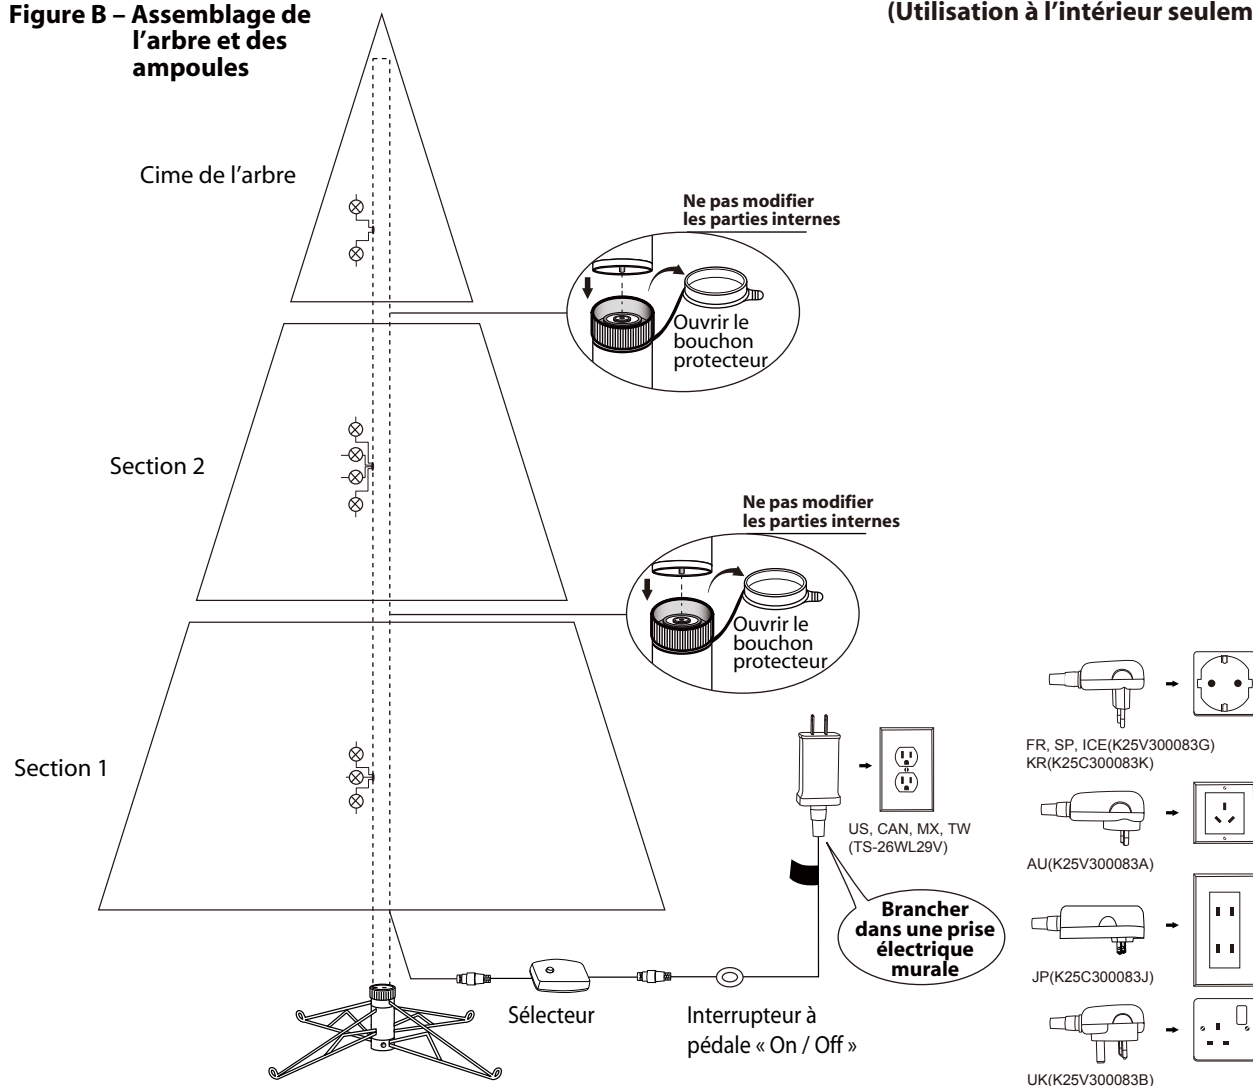 Figure B – Assemblage de
l’arbre et des
ampoules
(Utilisation à l’intérieur seulem
Cime de l’arbre
Ne pas modifier
les parties internes
Ouvrir le
bouchon
protecteur
Section 2
Ne pas modifier
les parties internes
Ouvrir le
bouchon
protecteur
Section 1
US, CAN, MX, TW
(TS-26WL29V)
Brancher
dans une prise
électrique
murale
Sélecteur
Interrupteur à
pédale « On / Off »
FR, SP, ICE(K25V300083G)
KR(K25C300083K)
AU(K25V300083A)
JP(K25C300083J)
UK(K25V300083B)